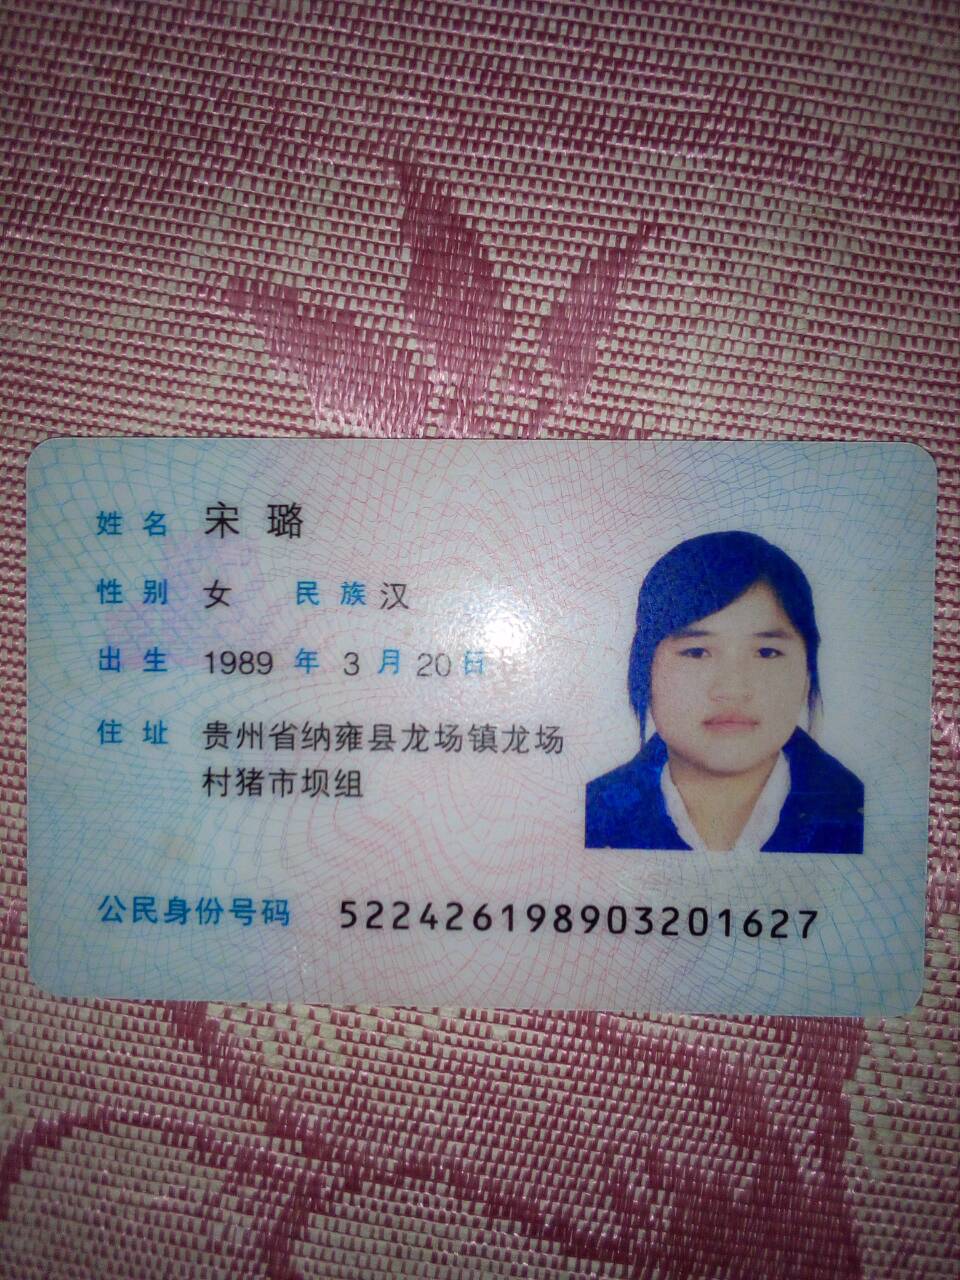 姓名 宋璐
性别 女 民族 汉
出生 1989 年 3 月 20 日
住址 贵州省纳雍县龙场镇龙场
村猪市坝组
公民身份号码 522426198903201627